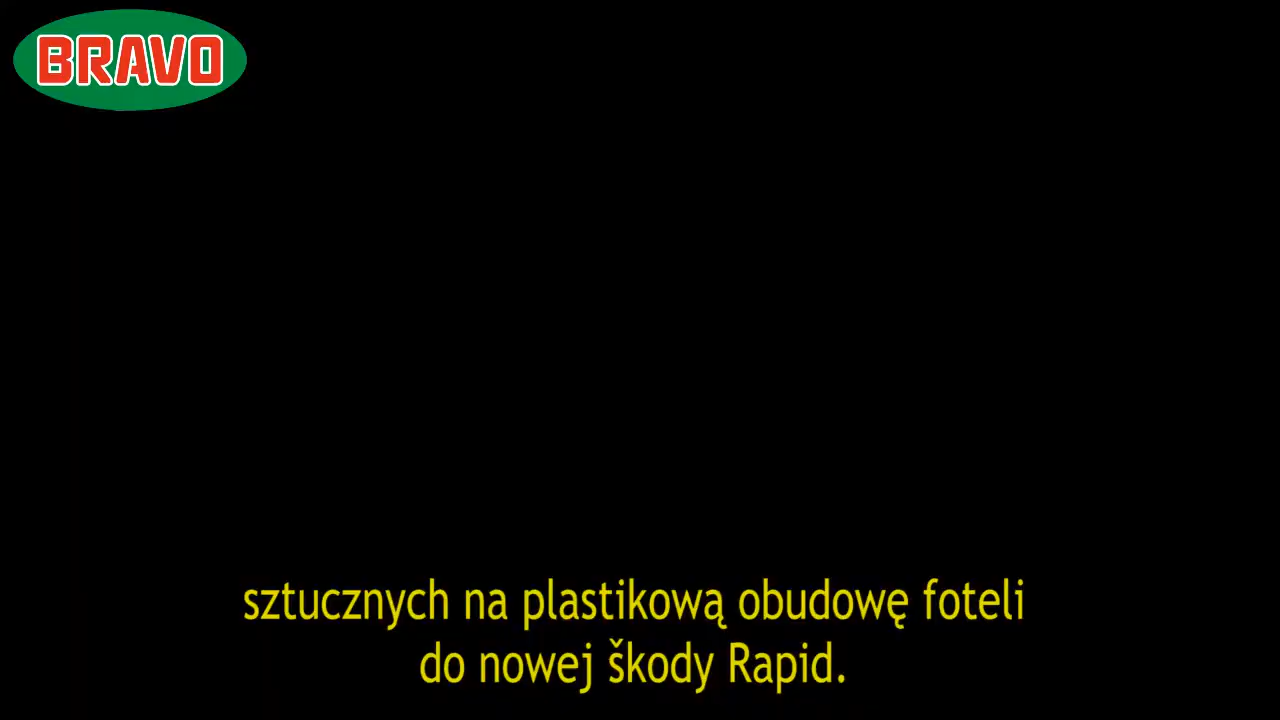 BRAVO
sztucznych na plastikową obudowę foteli
do nowej škody Rapid.